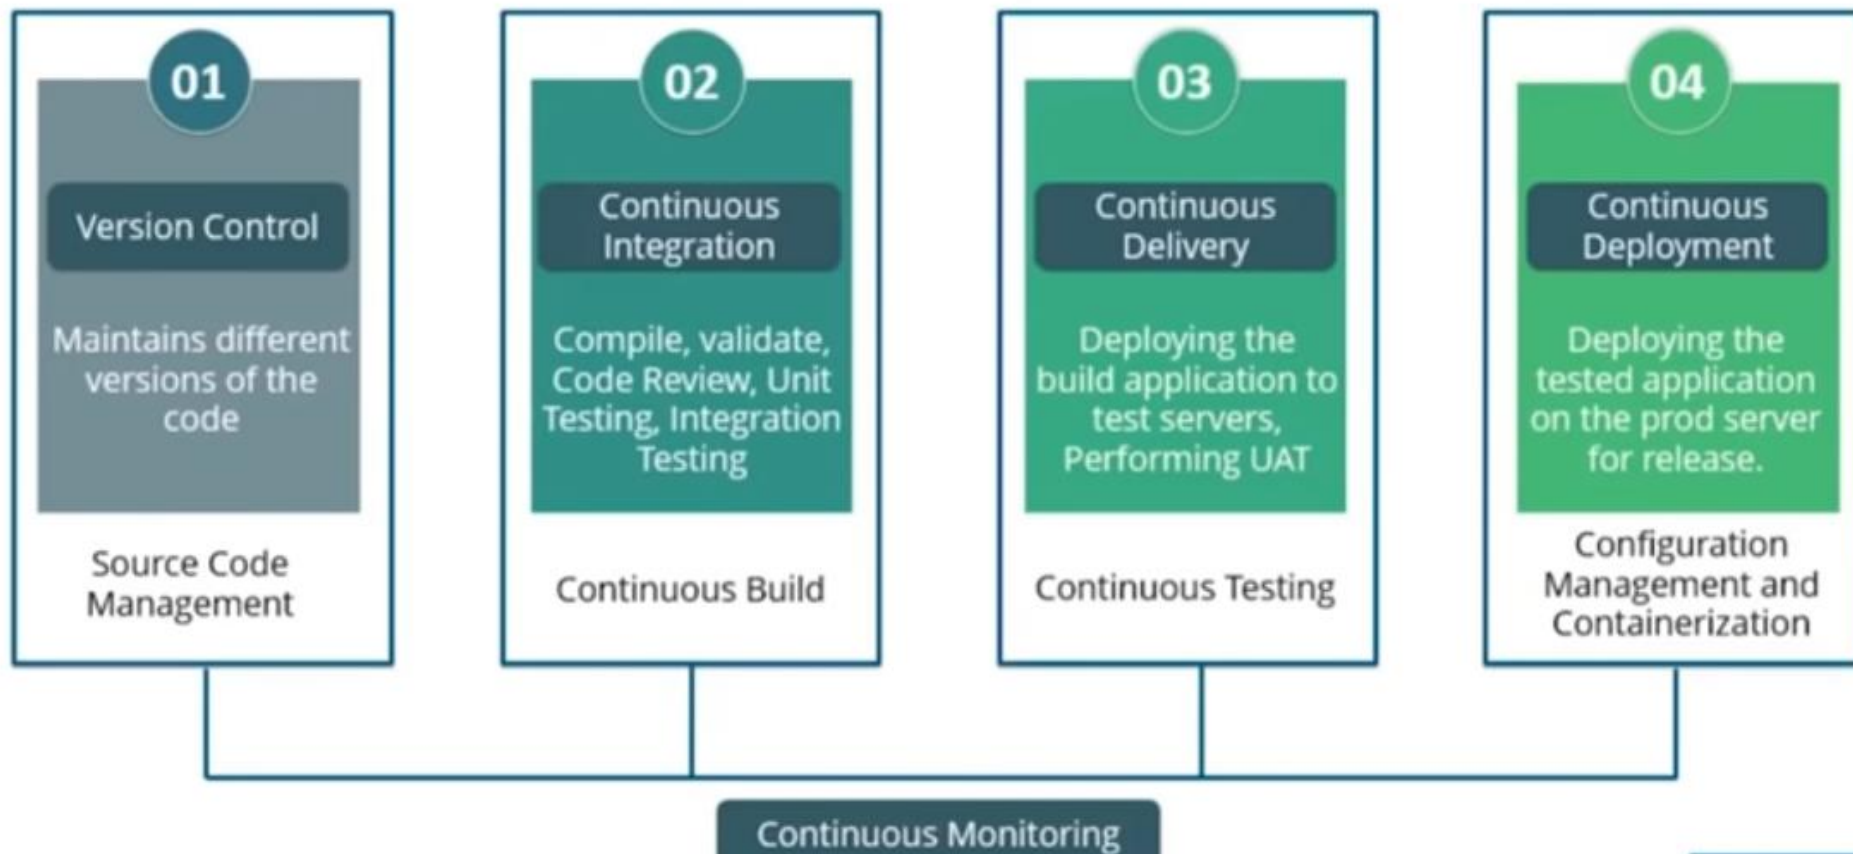 01
Version Control
Maintains different
versions of the
code
Source Code
Management
02
Continuous
Integration
Compile, validate,
Code Review, Unit
Testing, Integration
Testing
Continuous Build
03
Continuous
Delivery
Deploying the
build application to
test servers,
Performing UAT
Continuous Testing
04
Continuous
Deployment
Deploying the
tested application
on the prod server
for release.
Configuration
Management and
Containerization
Continuous Monitoring